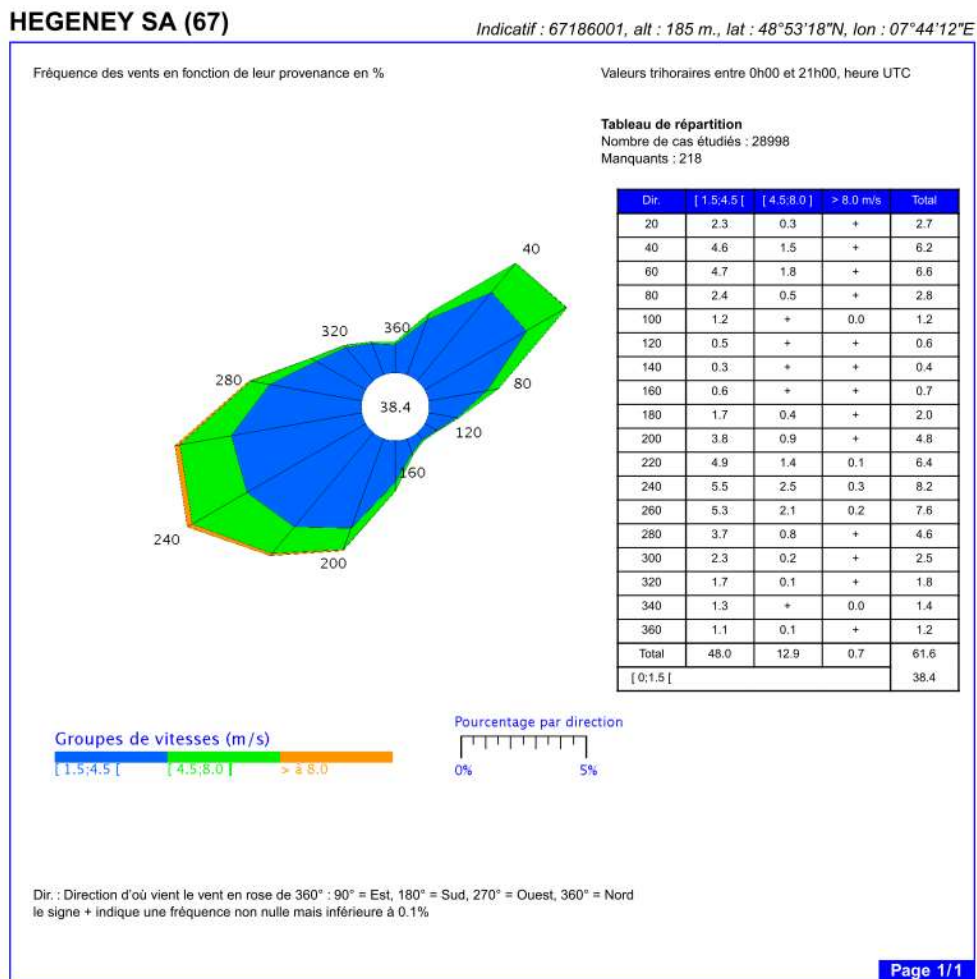 HEGENEY SA (67)
Indicatif : 67186001, alt : 185 m., lat : 48°53'18"N, lon : 07°44'12"E
Fréquence des vents en fonction de leur provenance en %
Valeurs trihoraires entre 0h00 et 21h00, heure UTC
Tableau de répartition
Nombre de cas étudiés : 28998
Manquants : 218
Dir. [ 1.5;4.5 [ [ 4.5;8.0 ] > 8.0 m/s Total
20 2.3 0.3 + 2.7
40 4.6 1.5 + 6.2
60 4.7 1.8 + 6.6
80 2.4 0.5 + 2.8
100 1.2 + 0.0 1.2
120 0.5 + + 0.6
140 0.3 + + 0.4
160 0.6 + + 0.7
180 1.7 0.4 + 2.0
200 3.8 0.9 + 4.8
220 4.9 1.4 0.1 6.4
240 5.5 2.5 0.3 8.2
260 5.3 2.1 0.2 7.6
280 3.7 0.8 + 4.6
300 2.3 0.2 + 2.5
320 1.7 0.1 + 1.8
340 1.3 + 0.0 1.4
360 1.1 0.1 + 1.2
Total 48.0 12.9 0.7 61.6
[ 0;1.5 [ 38.4
40
320 360
280 80
38.4
120
160
240
200
Groupes de vitesses (m/s)
[ 1.5;4.5 [ [ 4.5;8.0 ] > à 8.0
Pourcentage par direction
0% 5%
Dir. : Direction d'où vient le vent en rose de 360° : 90° = Est, 180° = Sud, 270° = Ouest, 360° = Nord
le signe + indique une fréquence non nulle mais inférieure à 0.1%
Page 1/1